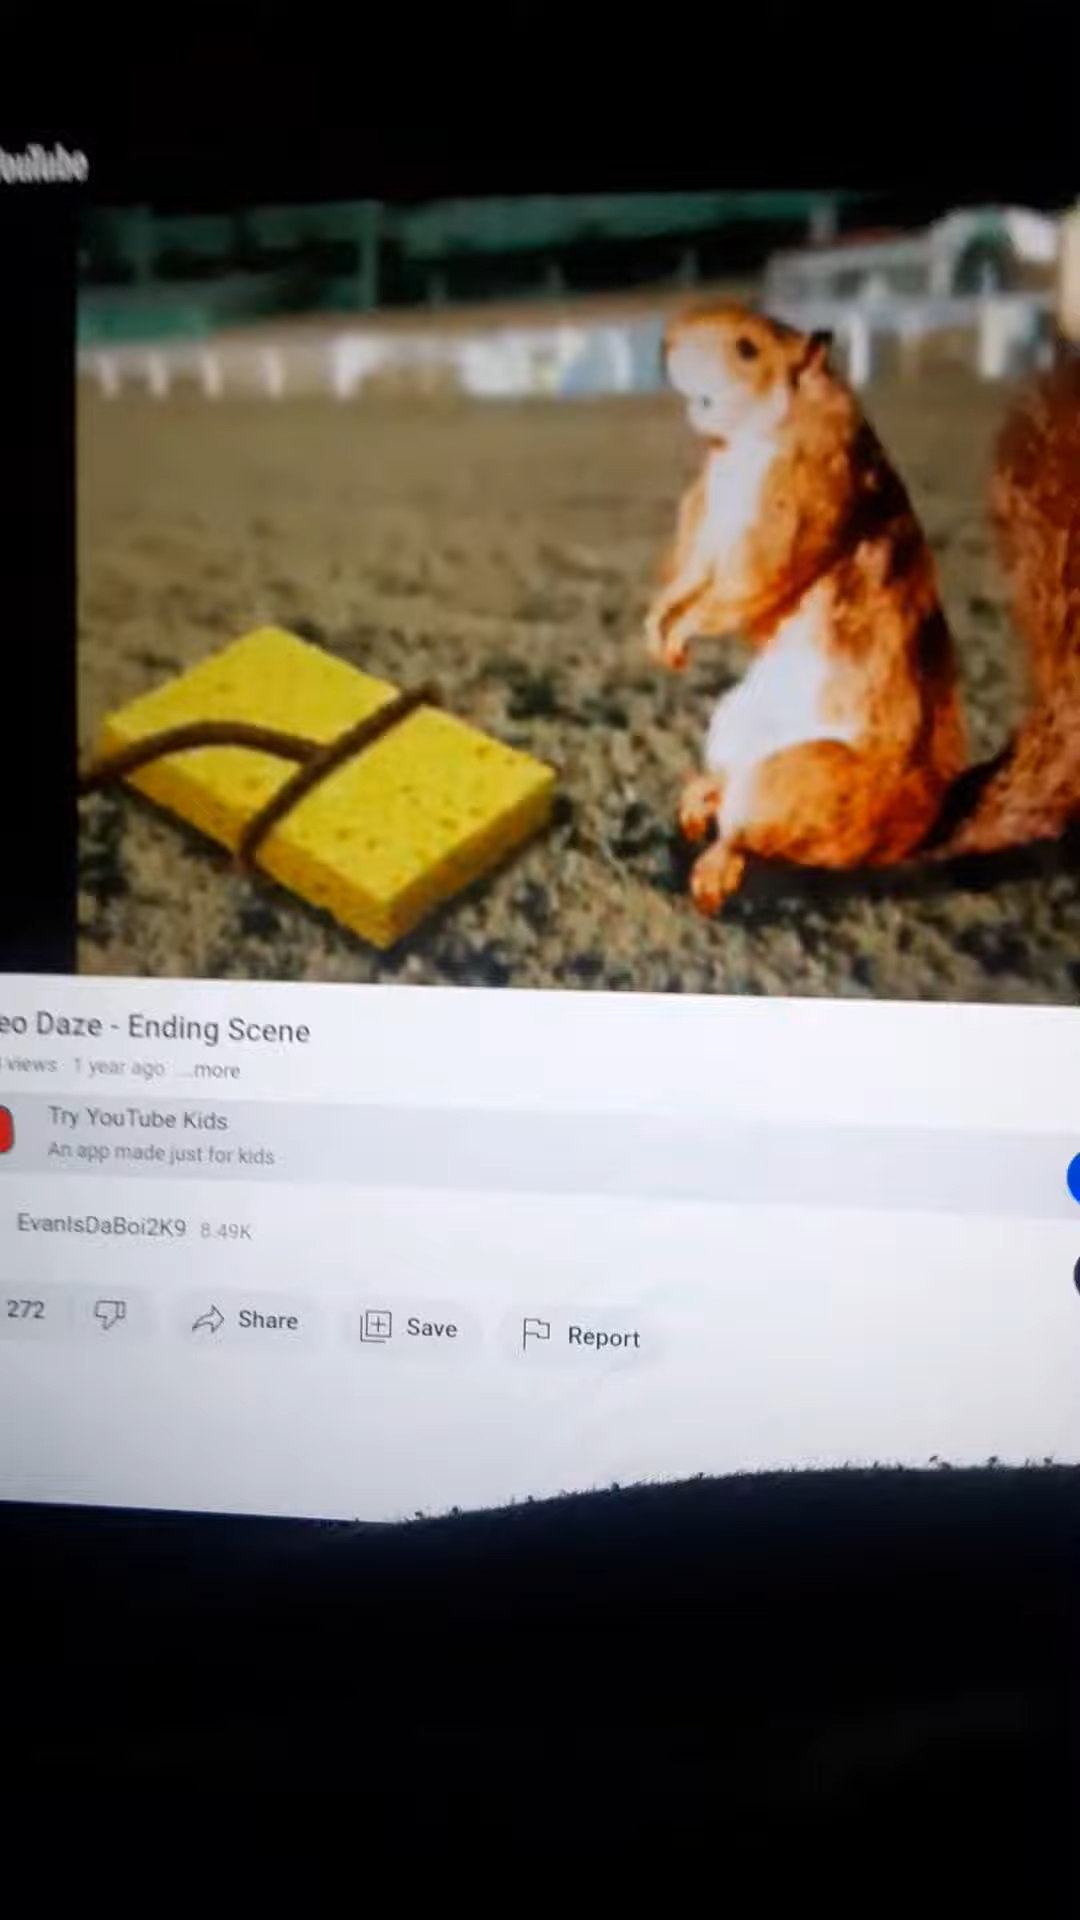 YouTube
eo Daze - Ending Scene
views 1 year ago ...more
Try YouTube Kids
An app made just for kids
EvanIsDaBoi2K9 8.49K
272 Share Save Report